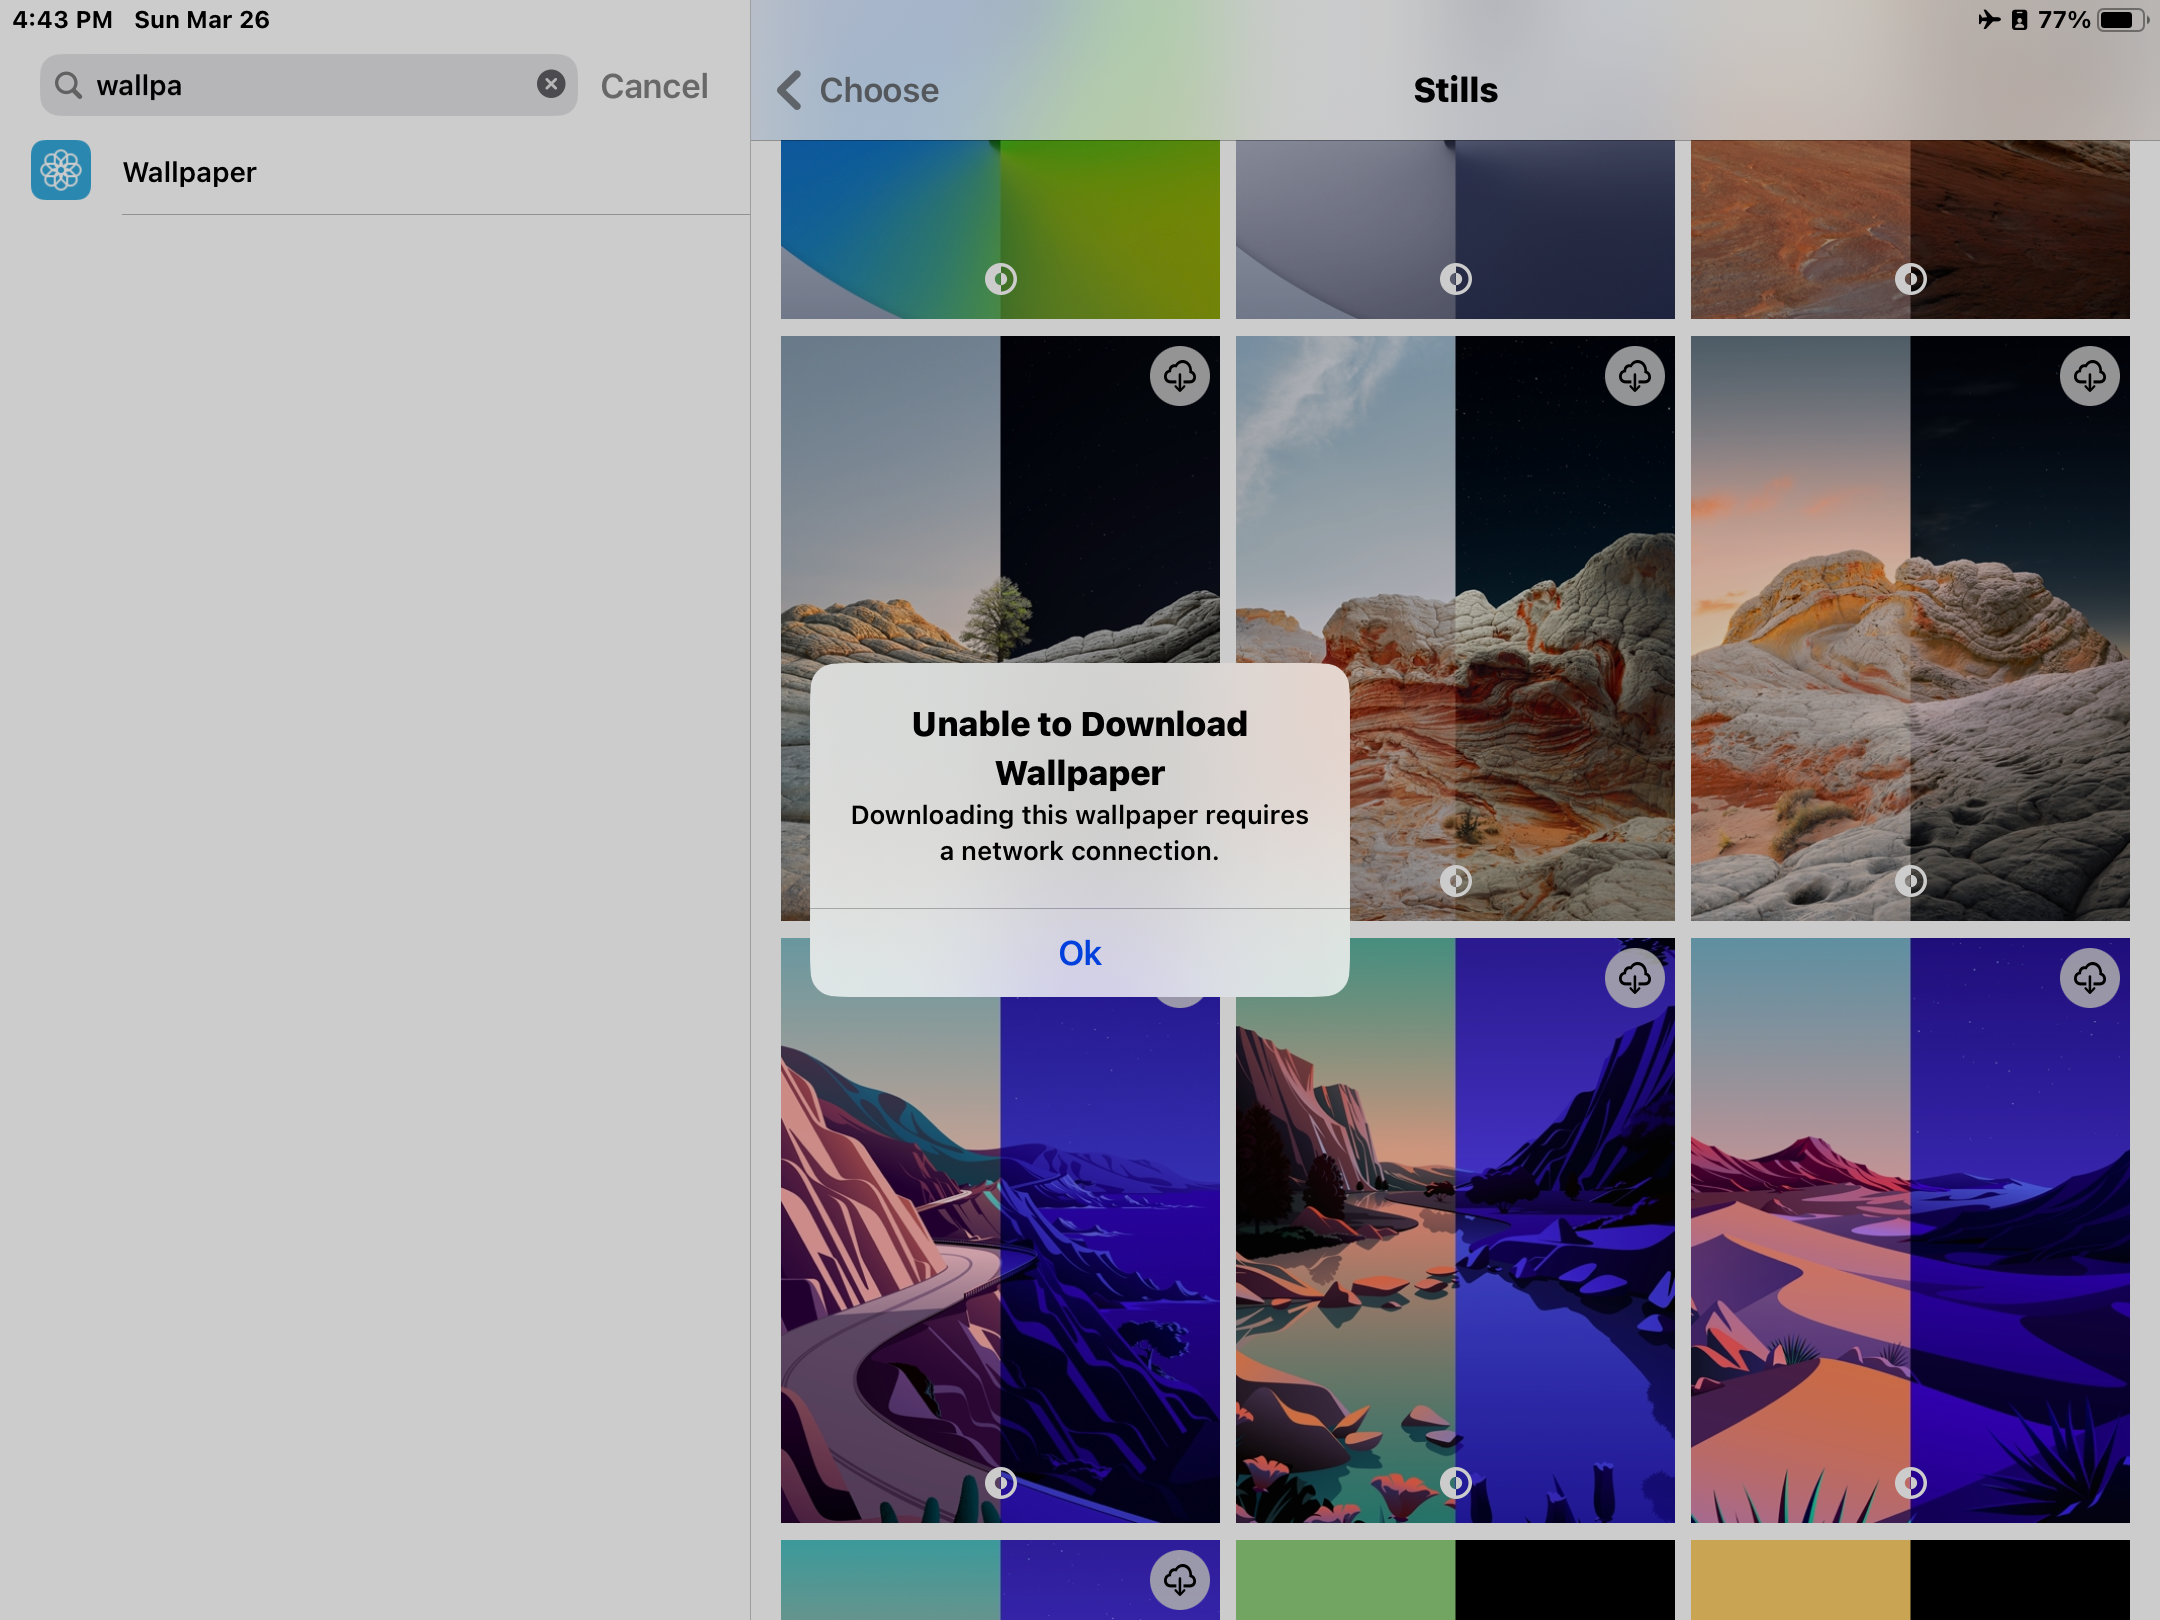 4:43 PM Sun Mar 26
77%
wallpa
Cancel
Wallpaper
Choose
Stills
Unable to Download
Wallpaper
Downloading this wallpaper requires
a network connection.
Ok